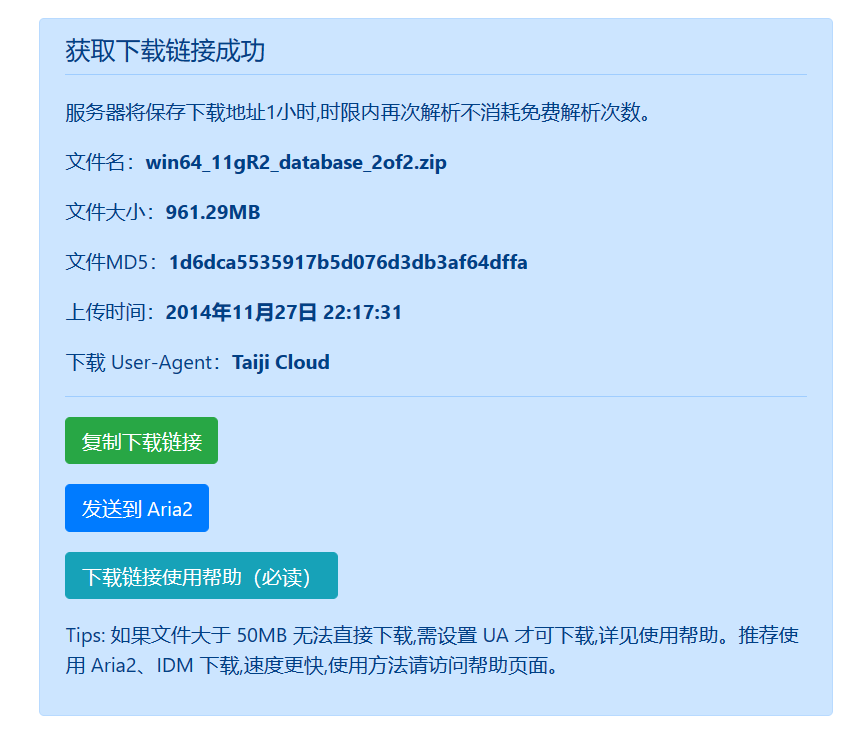 获取下载链接成功
服务器将保存下载地址1小时,时限内再次解析不消耗免费解析次数。
文件名：win64_11gR2_database_2of2.zip
文件大小：961.29MB
文件MD5：1d6dca5535917b5d076d3db3af64dffa
上传时间：2014年11月27日 22:17:31
下载 User-Agent：Taiji Cloud
复制下载链接
发送到 Aria2
下载链接使用帮助（必读）
Tips: 如果文件大于 50MB 无法直接下载,需设置 UA 才可下载,详见使用帮助。推荐使
用 Aria2、IDM 下载,速度更快,使用方法请访问帮助页面。